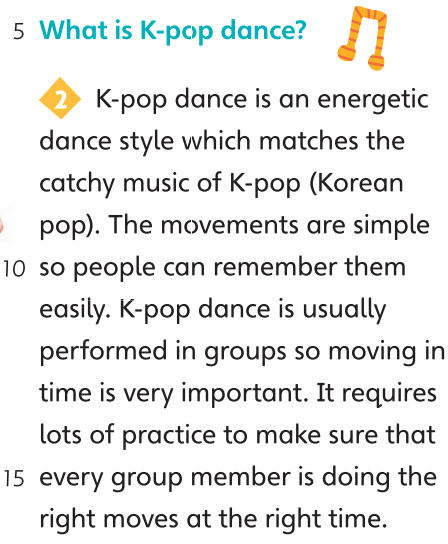 5 What is K-pop dance?
2 K-pop dance is an energetic
dance style which matches the
catchy music of K-pop (Korean
pop). The movements are simple
10 so people can remember them
easily. K-pop dance is usually
performed in groups so moving in
time is very important. It requires
lots of practice to make sure that
15 every group member is doing the
right moves at the right time.